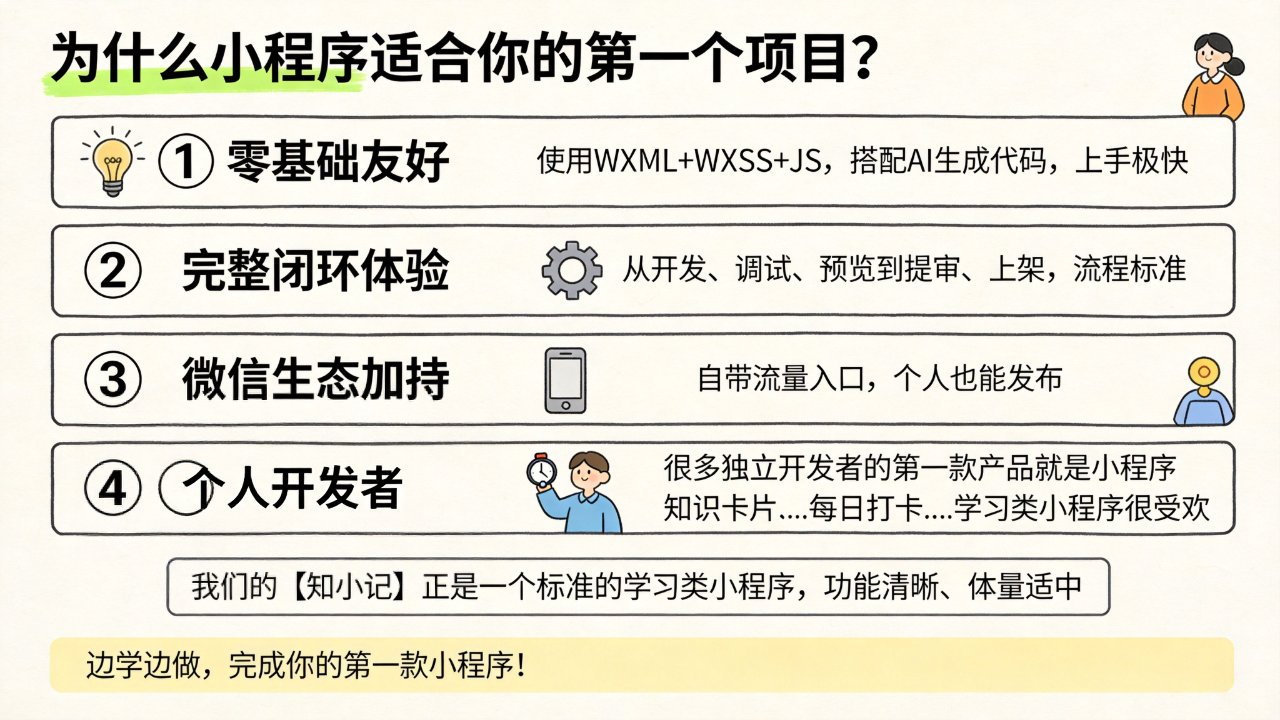 为什么小程序适合你的第一个项目？
① 零基础友好 使用WXML+WXSS+JS，搭配AI生成代码，上手极快
② 完整闭环体验 从开发、调试、预览到提审、上架，流程标准
③ 微信生态加持 自带流量入口，个人也能发布
④ 个人开发者 很多独立开发者的第一款产品就是小程序
知识卡片....每日打卡....学习类小程序很受欢
我们的【知小记】正是一个标准的学习类小程序，功能清晰、体量适中
边学边做，完成你的第一款小程序！